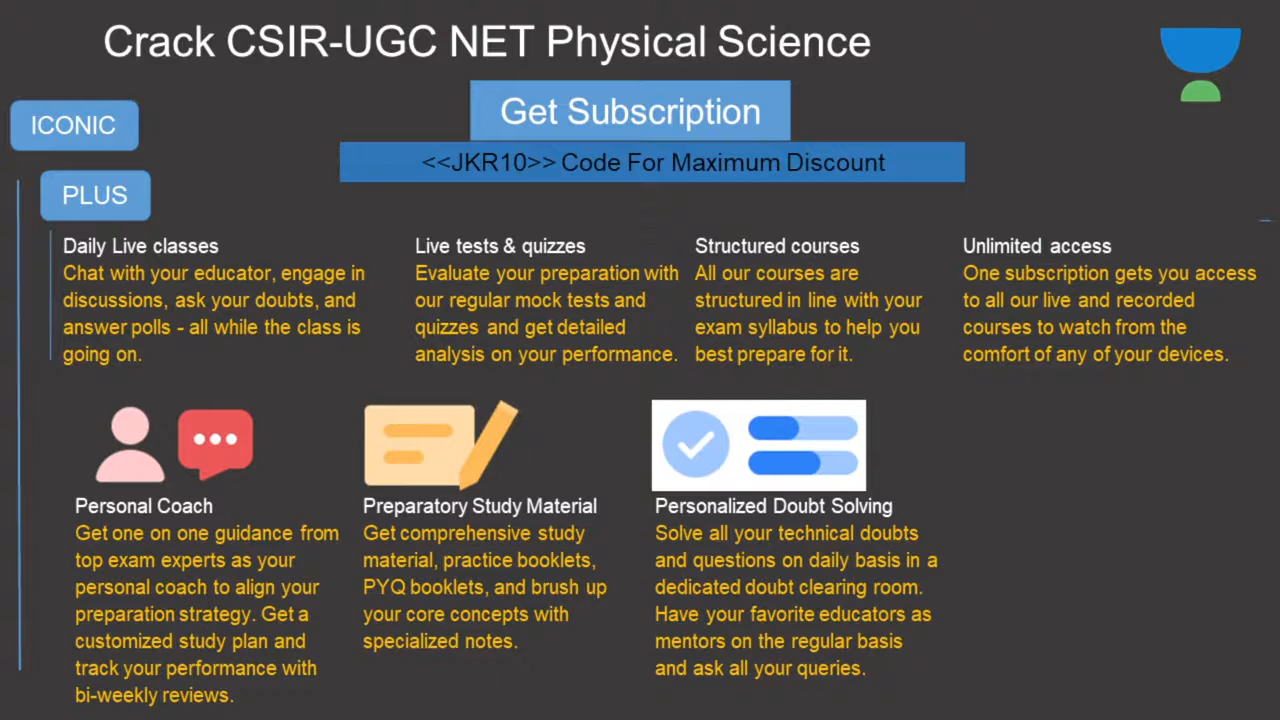 Crack CSIR-UGC NET Physical Science
Get Subscription
ICONIC
<<JKR10>> Code For Maximum Discount
PLUS
Daily Live classes
Chat with your educator, engage in
discussions, ask your doubts, and
answer polls - all while the class is
going on.
Live tests & quizzes
Evaluate your preparation with
our regular mock tests and
quizzes and get detailed
analysis on your performance.
Structured courses
All our courses are
structured in line with your
exam syllabus to help you
best prepare for it.
Unlimited access
One subscription gets you access
to all our live and recorded
courses to watch from the
comfort of any of your devices.
Personal Coach
Get one on one guidance from
top exam experts as your
personal coach to align your
preparation strategy. Get a
customized study plan and
track your performance with
bi-weekly reviews.
Preparatory Study Material
Get comprehensive study
material, practice booklets,
PYQ booklets, and brush up
your core concepts with
specialized notes.
Personalized Doubt Solving
Solve all your technical doubts
and questions on daily basis in a
dedicated doubt clearing room.
Have your favorite educators as
mentors on the regular basis
and ask all your queries.